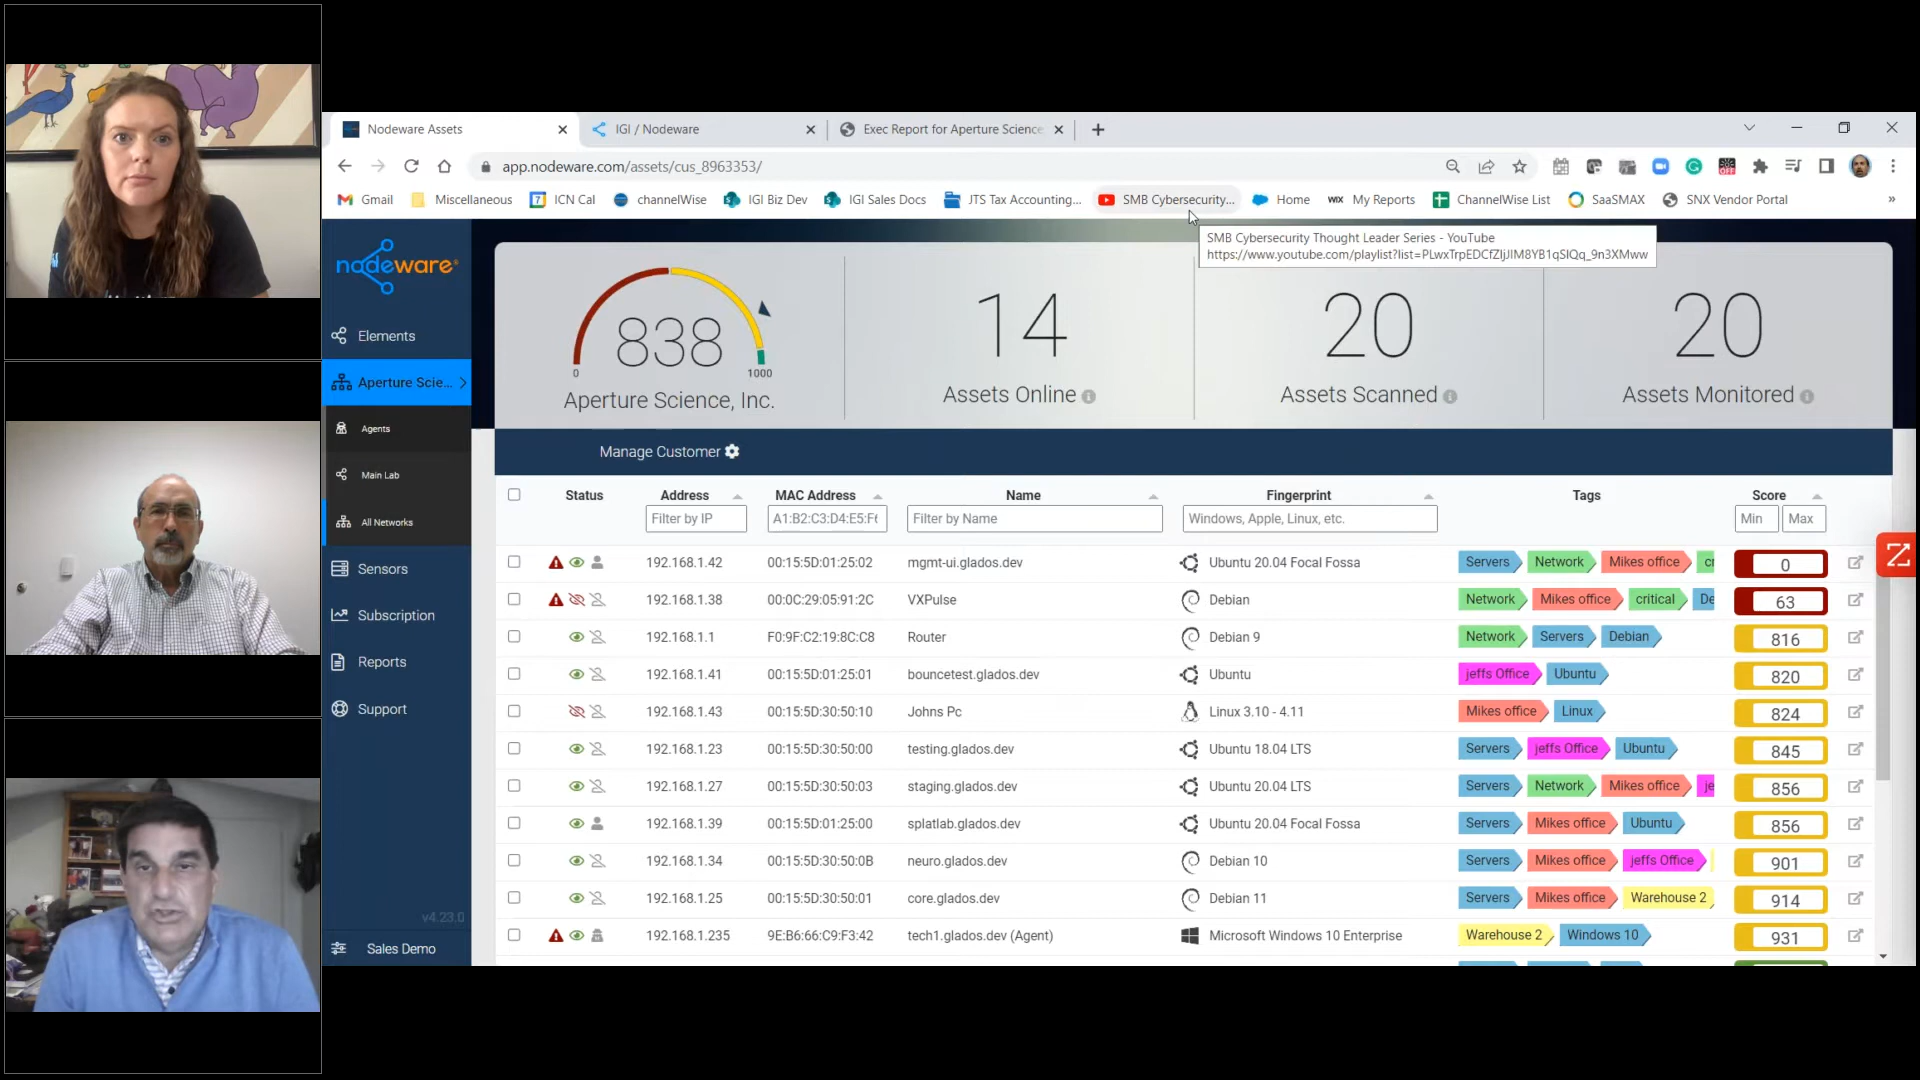 Nodeware Assets
IGI / Nodeware
Exec Report for Aperture Science,
app.nodeware.com/assets/cus_8963353/
Gmail Miscellaneous ICN Cal channelWise IGI Biz Dev IGI Sales Docs JTS Tax Accounting... SMB Cybersecurity... Home WIX My Reports ChannelWise List SaaSMAX SNX Vendor Portal »
SMB Cybersecurity Thought Leader Series - YouTube
https://www.youtube.com/playlist?list=PLwxTrpEDCfZIjJIM8YB1qSlQq_9n3XMww
nodeware
Elements
Aperture Scie...
Agents
Main Lab
All Networks
Sensors
Subscription
Reports
Support
v4.23.0
Sales Demo
838
0 1000
Aperture Science, Inc.
14
Assets Online
20
Assets Scanned
20
Assets Monitored
Manage Customer
Status Address MAC Address Name Fingerprint Tags Score
Filter by IP A1:B2:C3:D4:E5:F6 Filter by Name Windows, Apple, Linux, etc. Min Max
192.168.1.42 00:15:5D:01:25:02 mgmt-ui.glados.dev Ubuntu 20.04 Focal Fossa Servers Network Mikes office cr 0
192.168.1.38 00:0C:29:05:91:2C VXPulse Debian Network Mikes office critical De 63
192.168.1.1 F0:9F:C2:19:8C:C8 Router Debian 9 Network Servers Debian 816
192.168.1.41 00:15:5D:01:25:01 bouncetest.glados.dev Ubuntu jeffs Office Ubuntu 820
192.168.1.43 00:15:5D:30:50:10 Johns Pc Linux 3.10 - 4.11 Mikes office Linux 824
192.168.1.23 00:15:5D:30:50:00 testing.glados.dev Ubuntu 18.04 LTS Servers jeffs Office Ubuntu 845
192.168.1.27 00:15:5D:30:50:03 staging.glados.dev Ubuntu 20.04 LTS Servers Network Mikes office je 856
192.168.1.39 00:15:5D:01:25:00 splatlab.glados.dev Ubuntu 20.04 Focal Fossa Servers Mikes office Ubuntu 856
192.168.1.34 00:15:5D:30:50:0B neuro.glados.dev Debian 10 Servers Mikes office jeffs Office 901
192.168.1.25 00:15:5D:30:50:01 core.glados.dev Debian 11 Servers Mikes office Warehouse 2 914
192.168.1.235 9E:B6:66:C9:F3:42 tech1.glados.dev (Agent) Microsoft Windows 10 Enterprise Warehouse 2 Windows 10 931